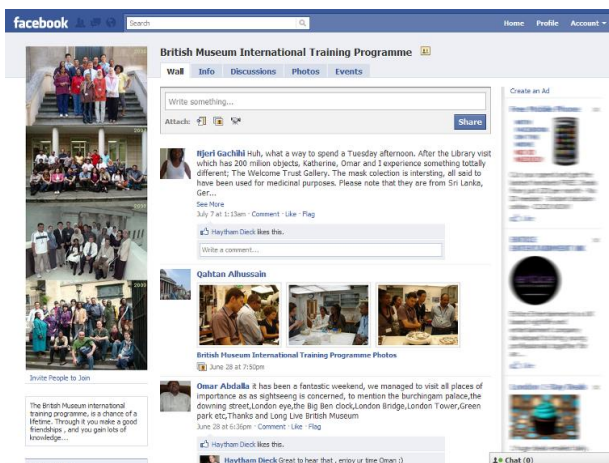 facebook
Search
Home Profile Account
British Museum International Training Programme
Wall Info Discussions Photos Events
Write something...
Attach:
Share
Njeri Gachihi Huh, what a way to spend a Tuesday afternoon. After the Library visit
which has 200 milion objects, Katherine, Omar and I experience something tottally
different; The Welcome Trust Gallery. The mask colection is intersting, all said to
have been used for medicinal purposes. Please note that they are from Sri Lanka,
Ger...
See More
July 7 at 1:13am · Comment · Like · Flag
Haytham Dieck likes this.
Write a comment...
Qahtan Alhussain
British Museum International Training Programme Photos
June 28 at 7:50pm
Omar Abdalla it has been a fantastic weekend, we managed to visit all places of
importance as as sightseeing is concerned, to mention the burchingam palace,the
downing street,London eye,the Big Ben clock,London Bridge,London Tower,Green
park etc,Thanks and Long Live British Museum
June 28 at 6:36pm · Comment · Like · Flag
Haytham Dieck likes this.
Haytham Dieck Great to hear that , enjoy ur time Oman :)
Invite People to Join
The British Museum international
training programme, is a chance of a
lifetime. Through it you make a good
friendships , and you gain lots of
knowledge...
Create an Ad
Chat (0)